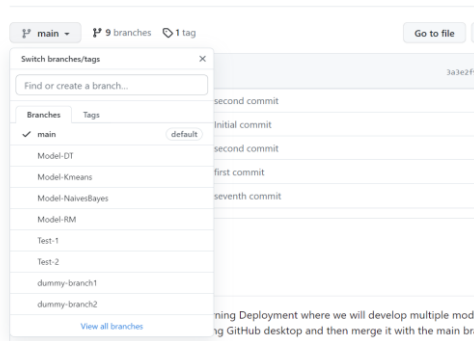 main 9 branches 1 tag Go to file
Switch branches/tags
3a3e2f
Find or create a branch...
second commit
Branches Tags
Initial commit
main default
second commit
Model-DT
first commit
Model-Kmeans
seventh commit
Model-NaivesBayes
Model-RM
Test-1
Test-2
dummy-branch1
dummy-branch2
ning Deployment where we will develop multiple mod
View all branches
ng GitHub desktop and then merge it with the main br